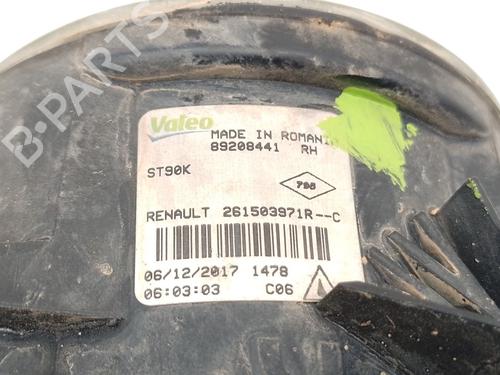 Valeo
MADE IN ROMANIA
89208441 RH
ST90K
798
RENAULT 261503971R--C
06/12/2017 1478
06:03:03 C06
B-PARTS